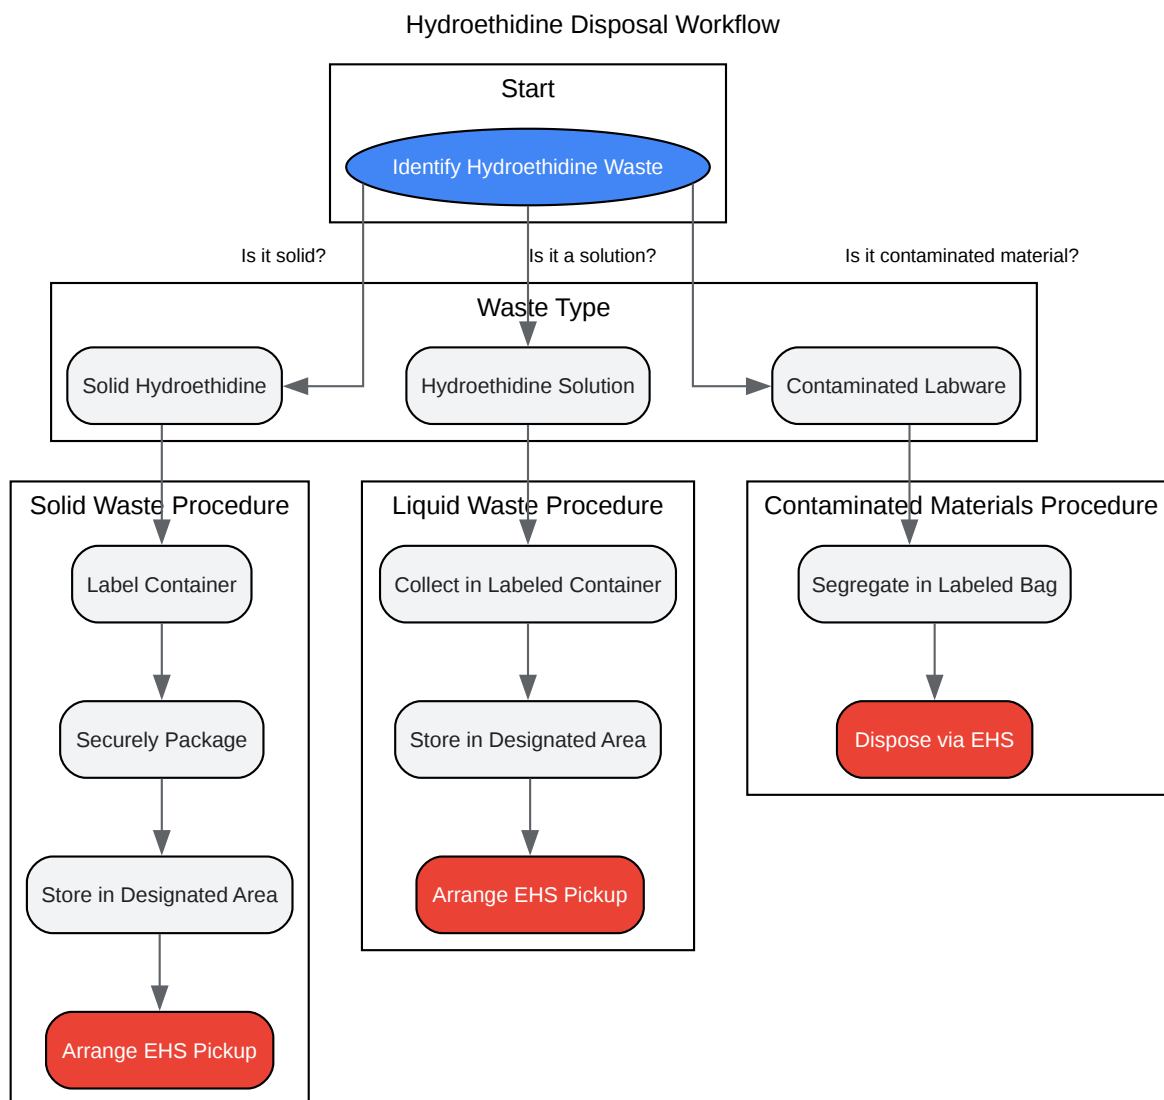 Hydroethidine Disposal Workflow
Start
Identify Hydroethidine Waste
Is it solid?
Is it a solution?
Is it contaminated material?
Waste Type
Solid Hydroethidine
Hydroethidine Solution
Contaminated Labware
Solid Waste Procedure
Label Container
Securely Package
Store in Designated Area
Arrange EHS Pickup
Liquid Waste Procedure
Collect in Labeled Container
Store in Designated Area
Arrange EHS Pickup
Contaminated Materials Procedure
Segregate in Labeled Bag
Dispose via EHS